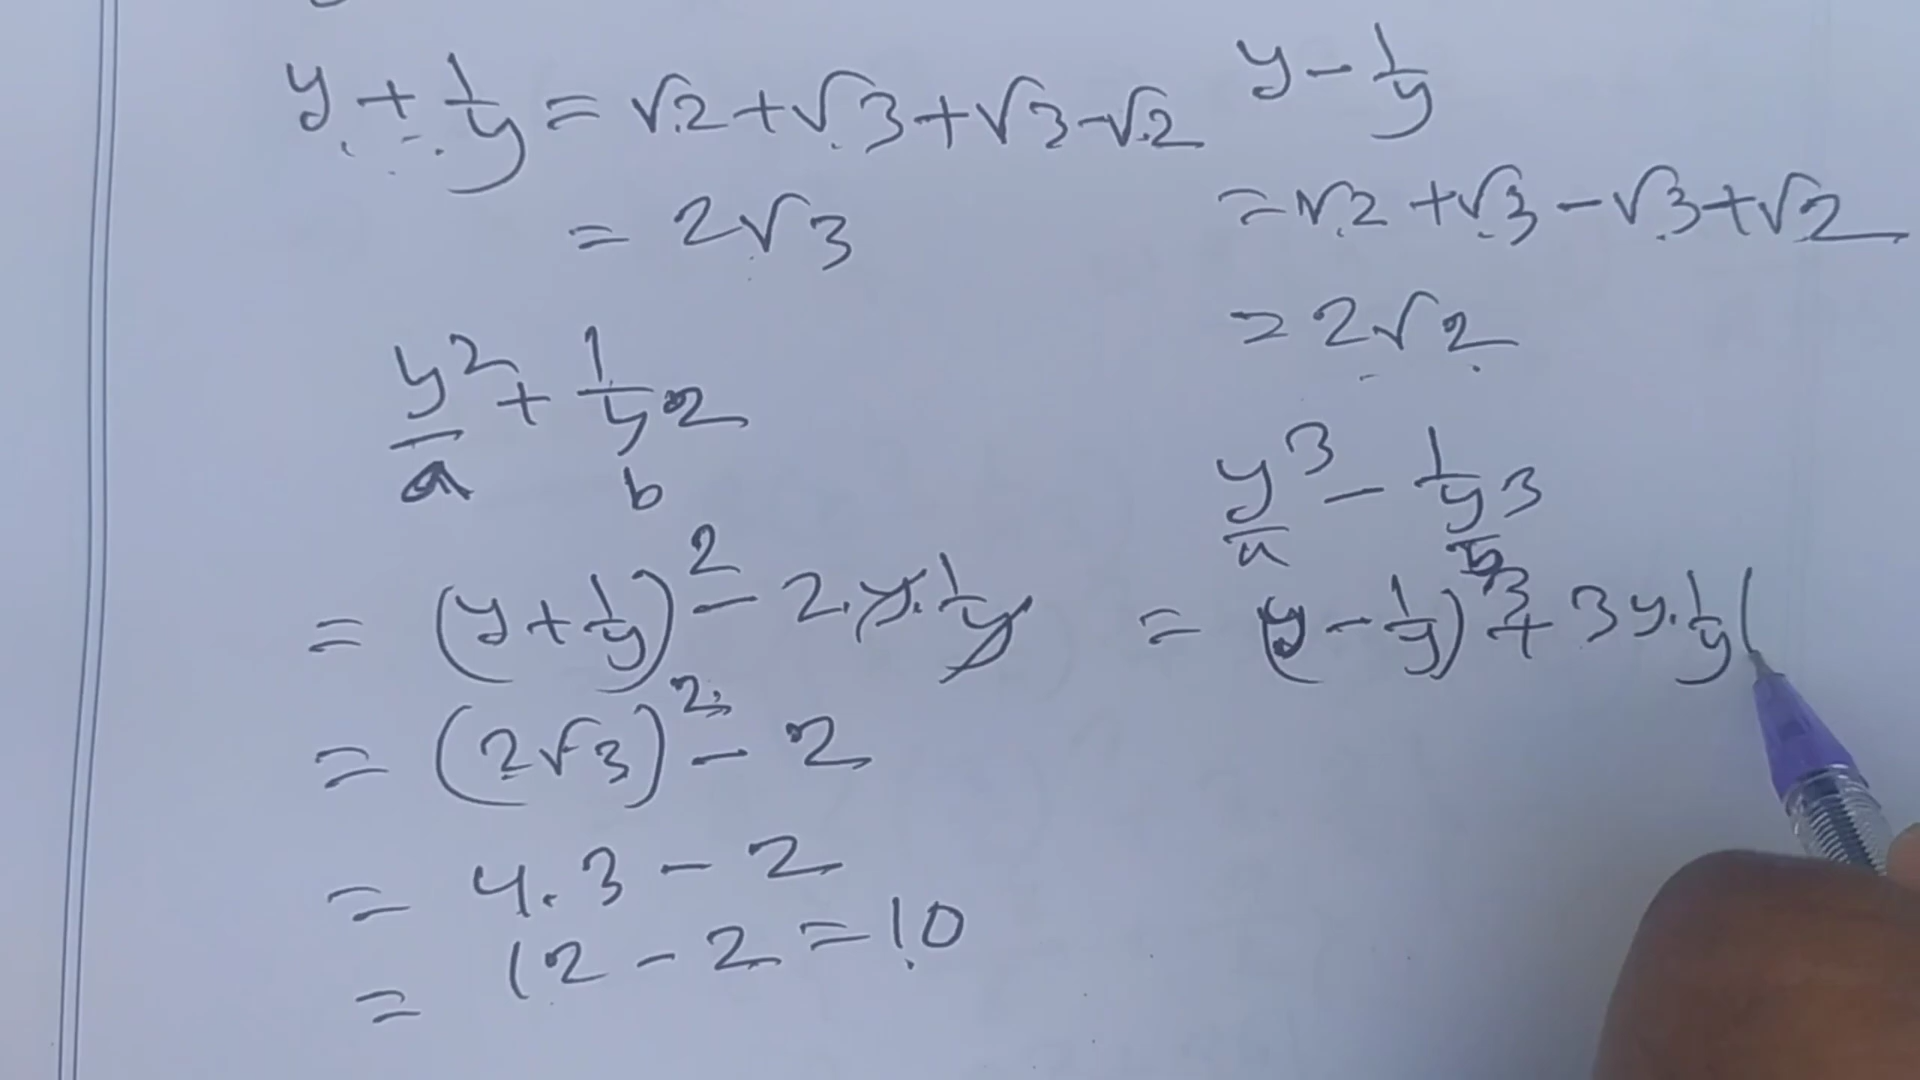 y + 1/y = √2 + √3 + √3 - √2
= 2√3
y² + 1/y²
a b
= (y + 1/y)² - 2.y.1/y
= (2√3)² - 2
= 4.3 - 2
= 12 - 2 = 10
y - 1/y
= √2 + √3 - √3 + √2
= 2√2
y³ - 1/y³
a b
= (y - 1/y)³ + 3y.1/y(